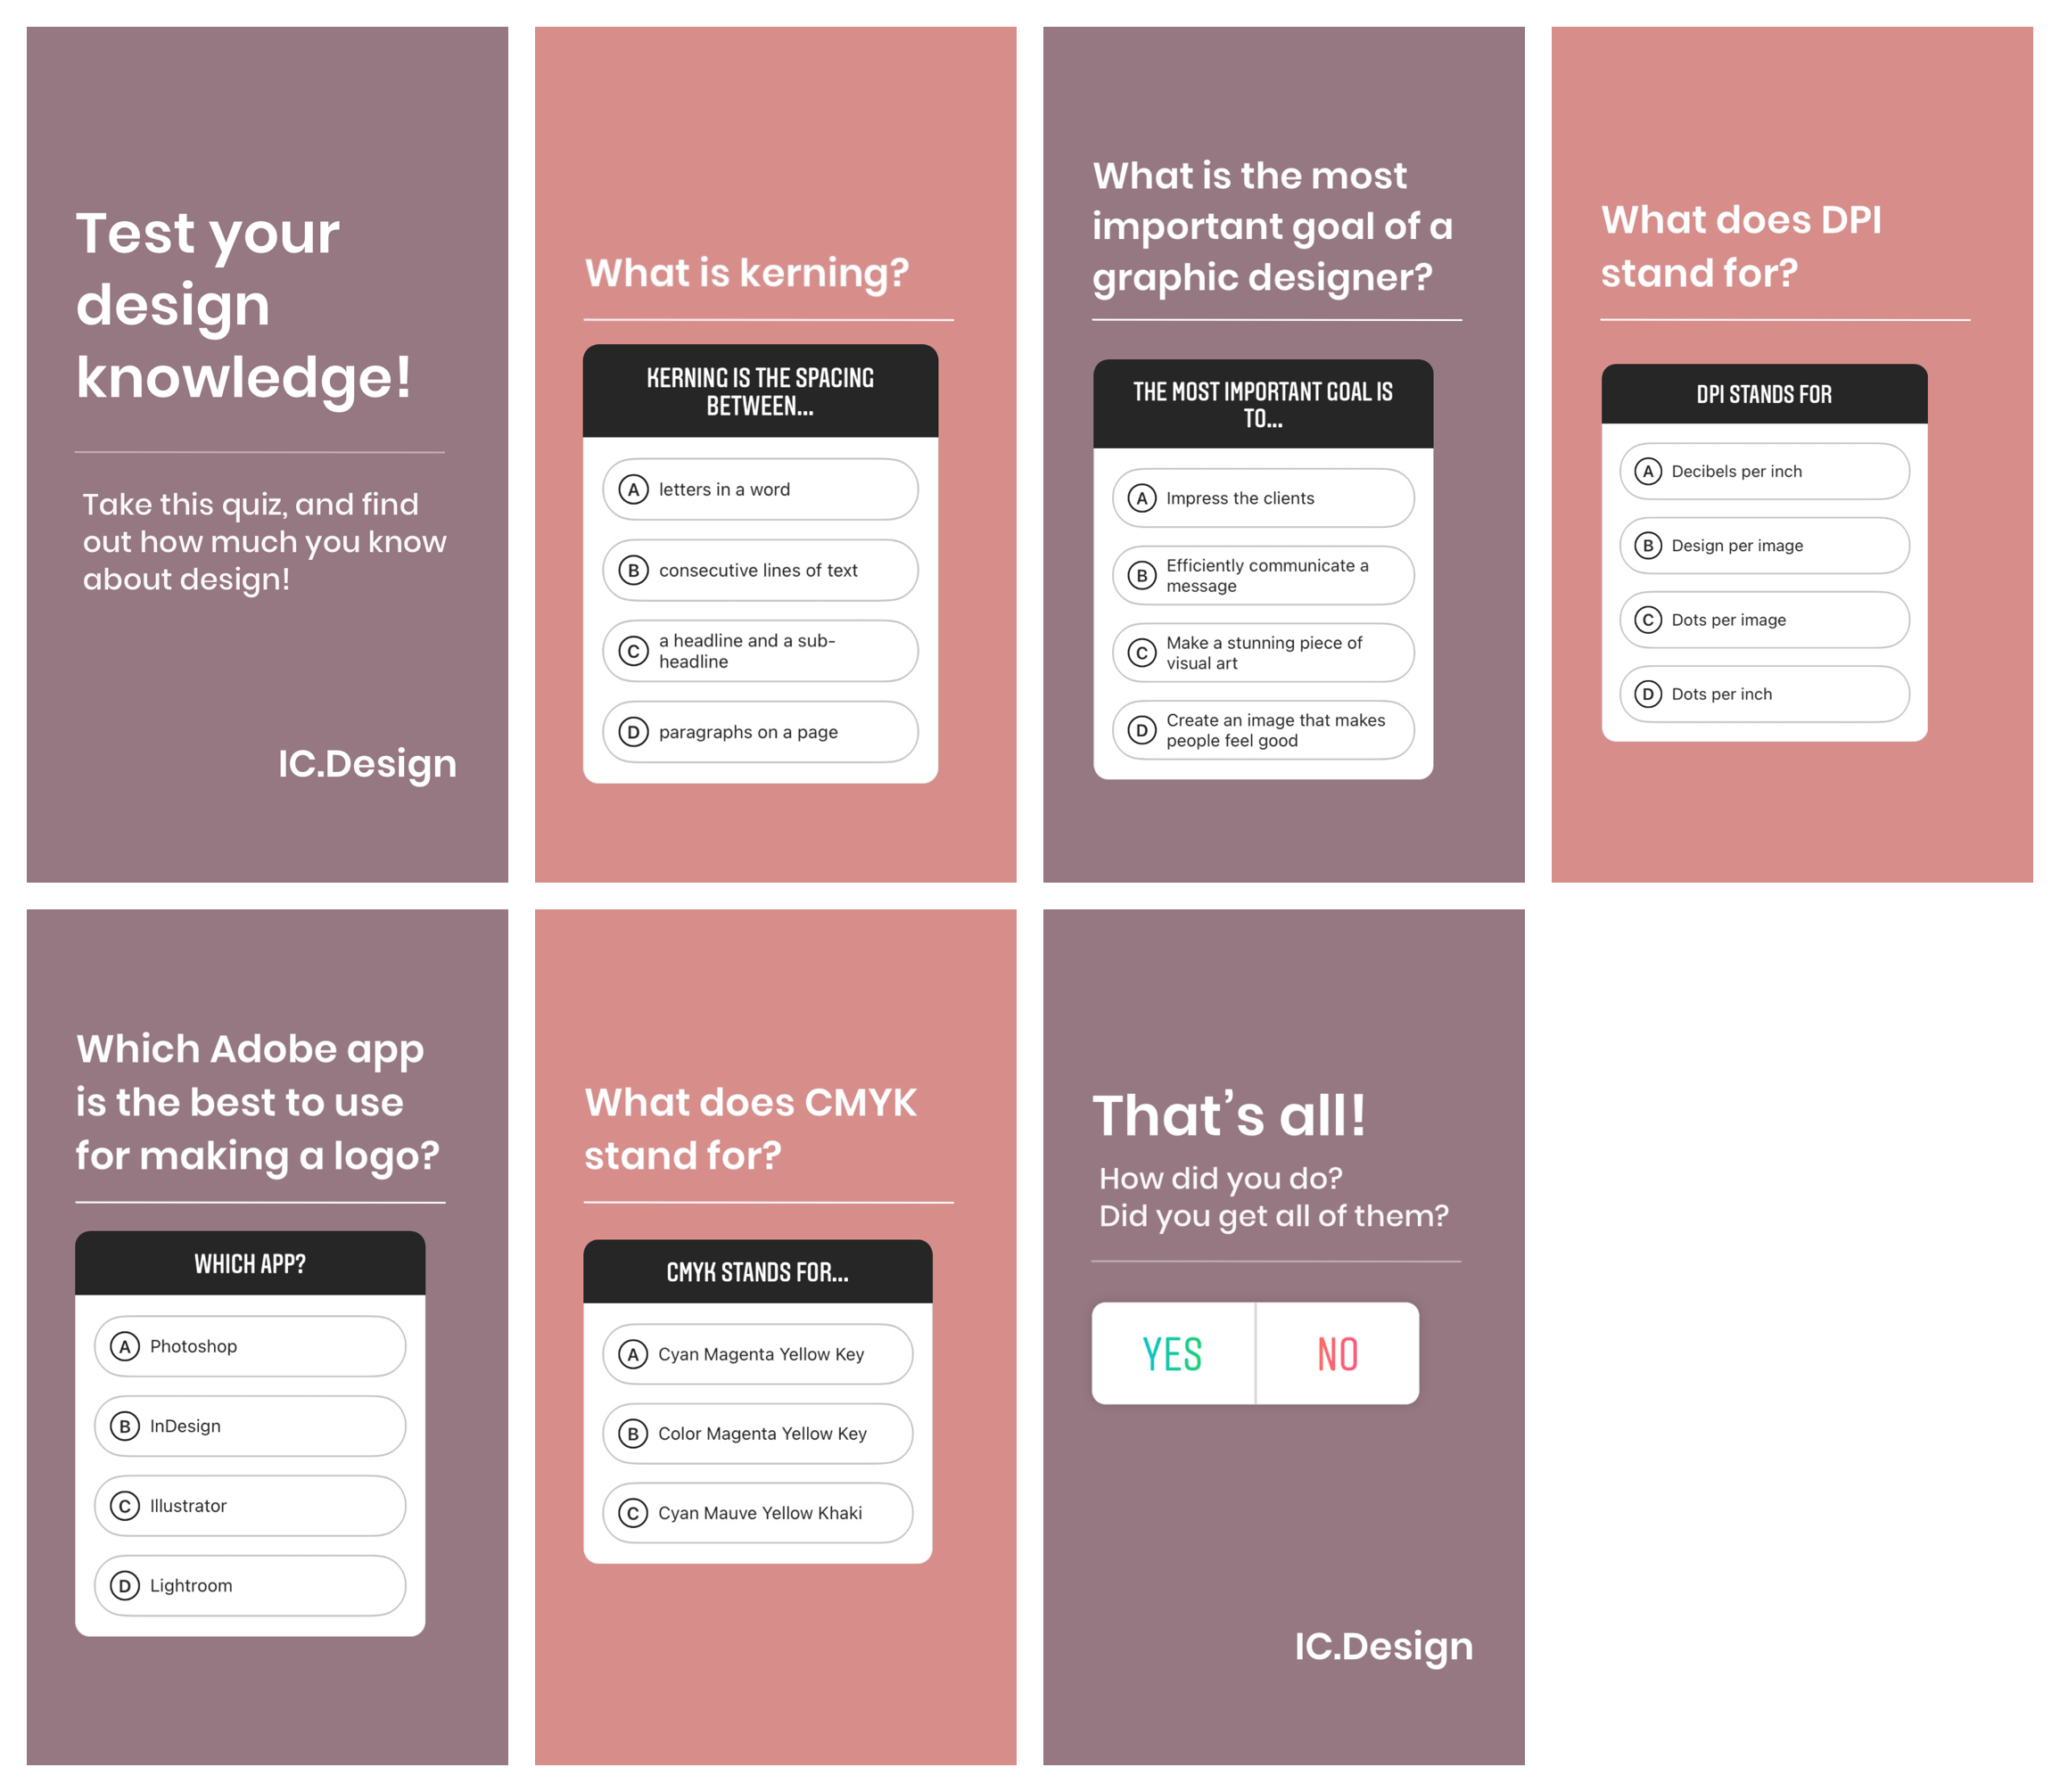 Test your
design
knowledge!
Take this quiz, and find
out how much you know
about design!
IC.Design
What is kerning?
KERNING IS THE SPACING
BETWEEN...
A letters in a word
B consecutive lines of text
C a headline and a sub-
headline
D paragraphs on a page
What is the most
important goal of a
graphic designer?
THE MOST IMPORTANT GOAL IS
TO...
A Impress the clients
B Efficiently communicate a
message
C Make a stunning piece of
visual art
D Create an image that makes
people feel good
What does DPI
stand for?
DPI STANDS FOR
A Decibels per inch
B Design per image
C Dots per image
D Dots per inch
Which Adobe app
is the best to use
for making a logo?
WHICH APP?
A Photoshop
B InDesign
C Illustrator
D Lightroom
What does CMYK
stand for?
CMYK STANDS FOR...
A Cyan Magenta Yellow Key
B Color Magenta Yellow Key
C Cyan Mauve Yellow Khaki
That's all!
How did you do?
Did you get all of them?
YES NO
IC.Design